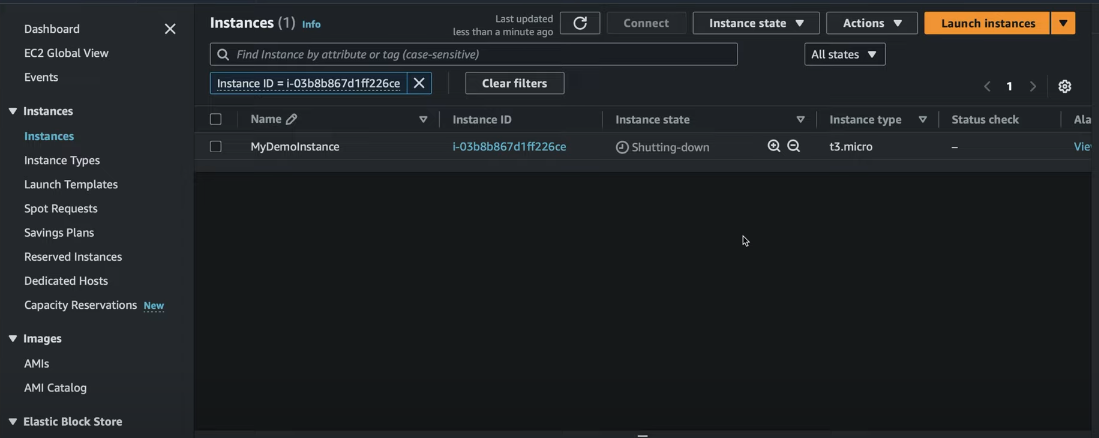 Dashboard
EC2 Global View
Events
Instances
Instances
Instance Types
Launch Templates
Spot Requests
Savings Plans
Reserved Instances
Dedicated Hosts
Capacity Reservations New
Images
AMIs
AMI Catalog
Elastic Block Store
Instances (1) Info
Last updated
less than a minute ago
Connect
Instance state
Actions
Launch instances
Find Instance by attribute or tag (case-sensitive)
All states
Instance ID = i-03b8b867d1ff226ce
Clear filters
1
Name Instance ID Instance state Instance type Status check Ala
MyDemoInstance i-03b8b867d1ff226ce Shutting-down t3.micro – Vie